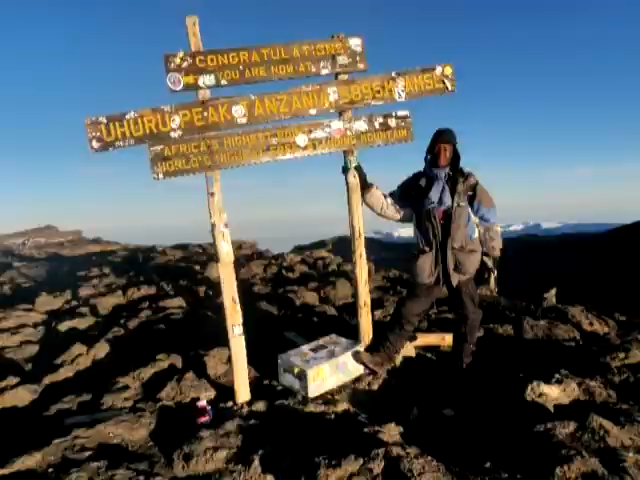 CONGRATULATIONS
YOU ARE NOW AT
UHURU PEAK TANZANIA 5895M AMSL
AFRICA'S HIGHEST POINT
WORLD'S HIGHEST FREE STANDING MOUNTAIN